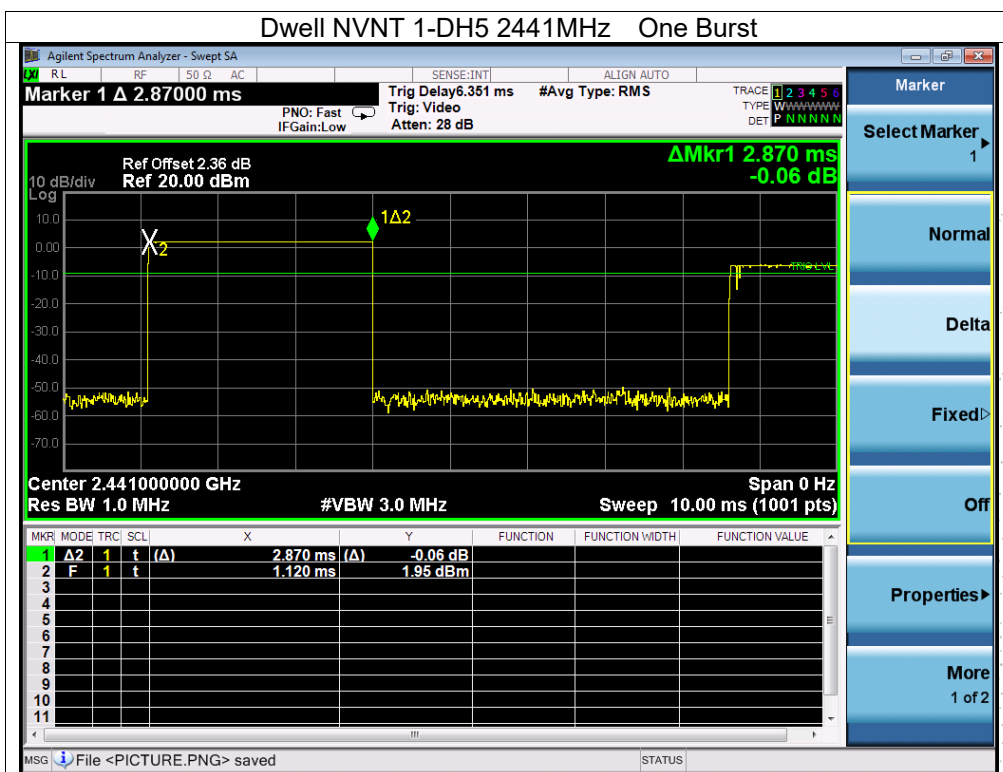 Dwell NVNT 1-DH5 2441MHz One Burst
Agilent Spectrum Analyzer - Swept SA
LXI RL RF 50 Ω AC SENSE:INT ALIGN AUTO
Marker 1 Δ 2.87000 ms
PNO: Fast
IFGain:Low
Trig Delay6.351 ms
Trig: Video
Atten: 28 dB
#Avg Type: RMS
TRACE 1 2 3 4 5 6
TYPE WWWWWW
DET P N N N N N
ΔMkr1 2.870 ms
-0.06 dB
Ref Offset 2.36 dB
10 dB/div Ref 20.00 dBm
Log
10.0
0.00
-10.0
-20.0
-30.0
-40.0
-50.0
-60.0
-70.0
X2
1Δ2
TRIG LVL
Center 2.441000000 GHz Span 0 Hz
Res BW 1.0 MHz #VBW 3.0 MHz Sweep 10.00 ms (1001 pts)
MKR MODE TRC SCL X Y FUNCTION FUNCTION WIDTH FUNCTION VALUE
1 Δ2 1 t (Δ) 2.870 ms (Δ) -0.06 dB
2 F 1 t 1.120 ms 1.95 dBm
3
4
5
6
7
8
9
10
11
MSG File <PICTURE.PNG> saved STATUS
Marker
Select Marker
1
Normal
Delta
Fixed
Off
Properties
More
1 of 2